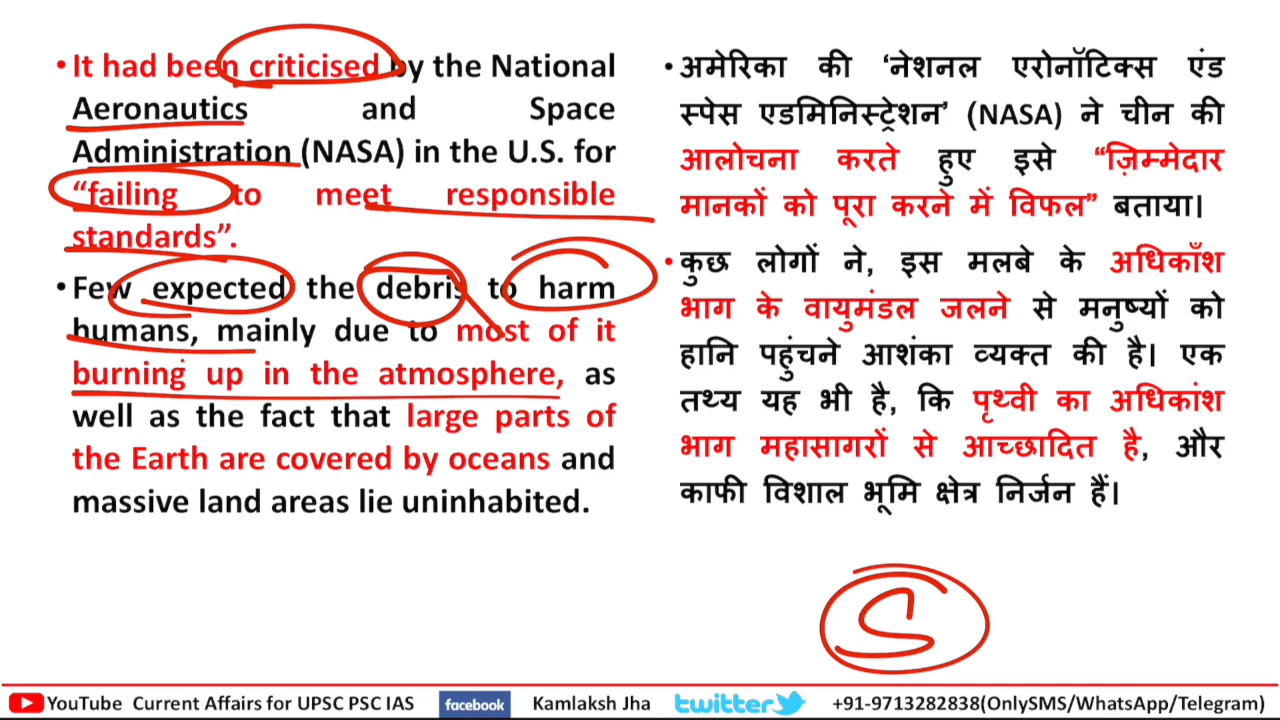 •It had been criticised by the National
Aeronautics and Space
Administration (NASA) in the U.S. for
“failing to meet responsible
standards”.
•Few expected the debris to harm
humans, mainly due to most of it
burning up in the atmosphere, as
well as the fact that large parts of
the Earth are covered by oceans and
massive land areas lie uninhabited.
•अमेरिका की ‘नेशनल एरोनॉटिक्स एंड
स्पेस एडमिनिस्ट्रेशन’ (NASA) ने चीन की
आलोचना करते हुए इसे “ज़िम्मेदार
मानकों को पूरा करने में विफल” बताया।
•कुछ लोगों ने, इस मलबे के अधिकाँश
भाग के वायुमंडल जलने से मनुष्यों को
हानि पहुंचने आशंका व्यक्त की है। एक
तथ्य यह भी है, कि पृथ्वी का अधिकांश
भाग महासागरों से आच्छादित है, और
काफी विशाल भूमि क्षेत्र निर्जन हैं।
S
YouTube Current Affairs for UPSC PSC IAS facebook Kamlaksh Jha twitter +91-9713282838(OnlySMS/WhatsApp/Telegram)